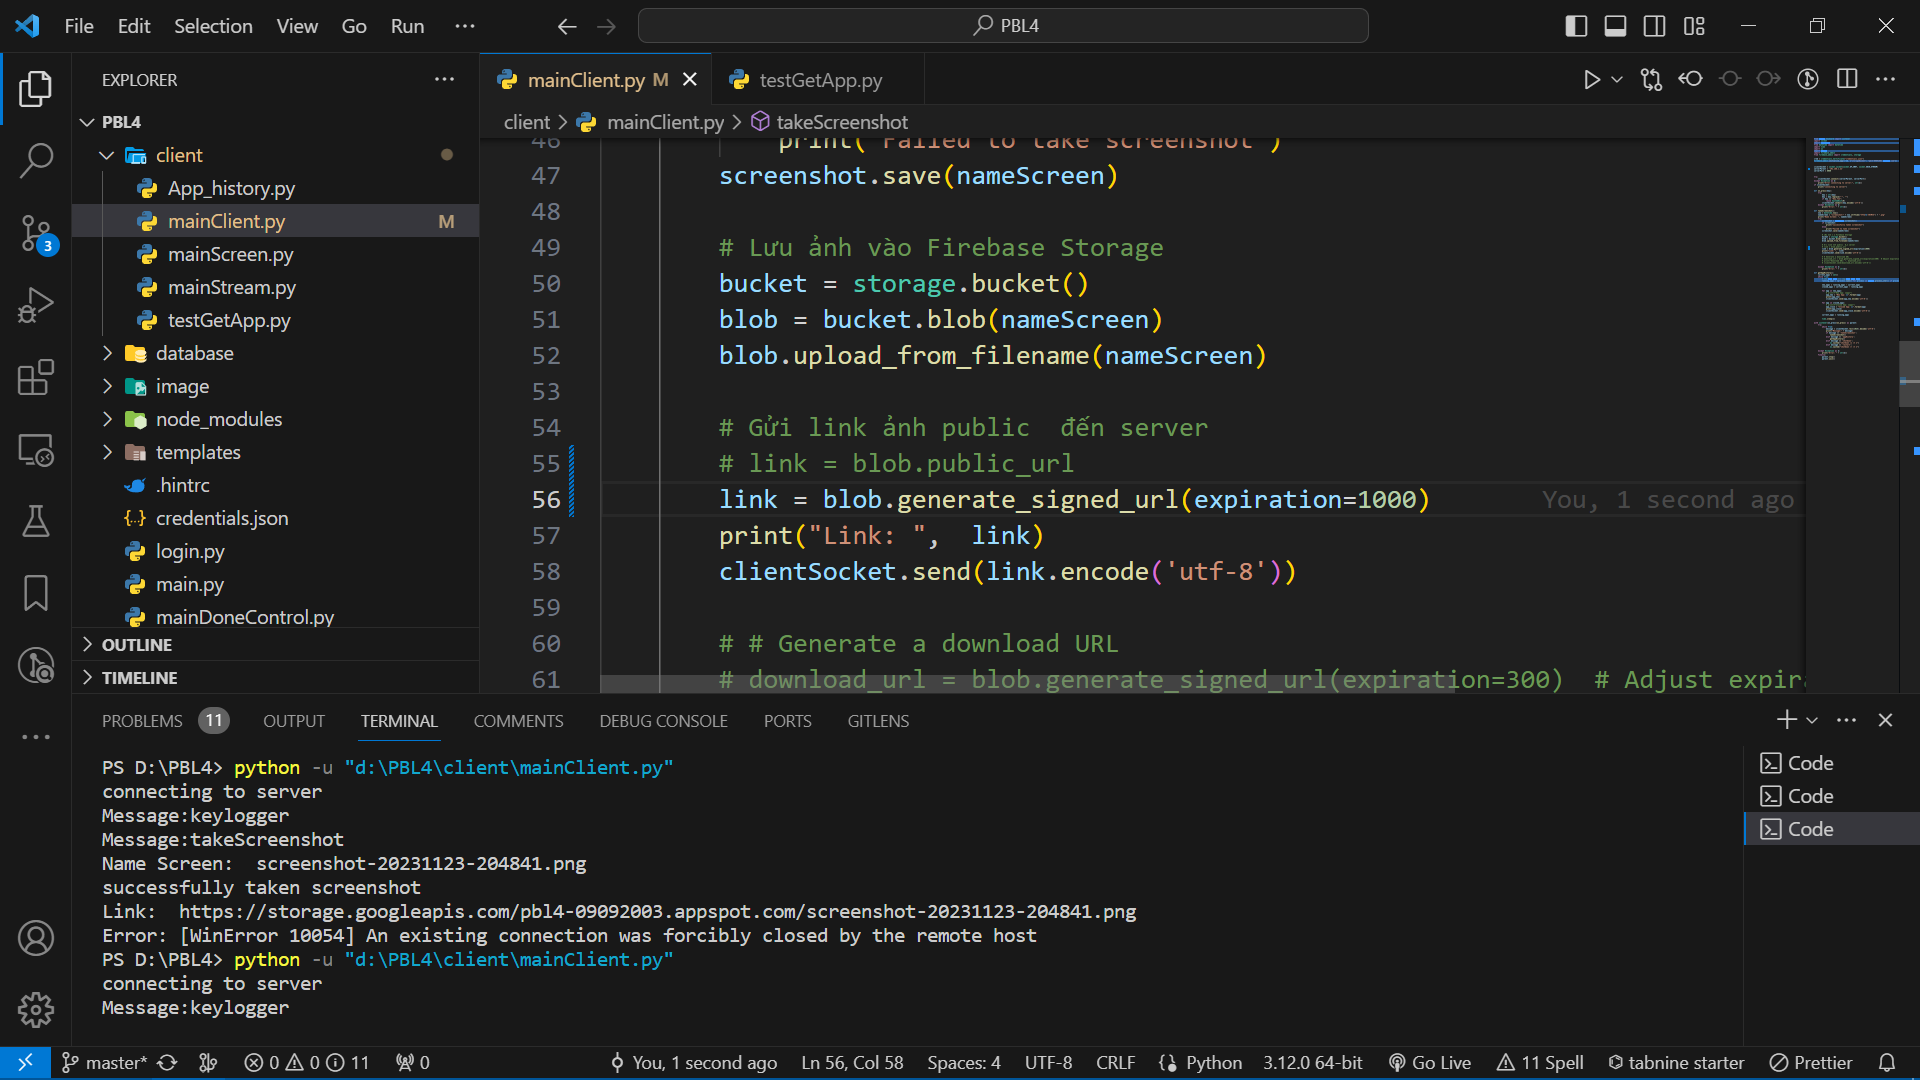 File Edit Selection View Go Run ··· PBL4
EXPLORER
PBL4
client
App_history.py
mainClient.py M
mainScreen.py
mainStream.py
testGetApp.py
database
image
node_modules
templates
.hintrc
credentials.json
login.py
main.py
mainDoneControl.py
OUTLINE
TIMELINE
3
mainClient.py M testGetApp.py
client > mainClient.py > takeScreenshot
46 print("Failed to take screenshot")
47 screenshot.save(nameScreen)
48
49 # Lưu ảnh vào Firebase Storage
50 bucket = storage.bucket()
51 blob = bucket.blob(nameScreen)
52 blob.upload_from_filename(nameScreen)
53
54 # Gửi link ảnh public  đến server
55 # link = blob.public_url
56 link = blob.generate_signed_url(expiration=1000) You, 1 second ago
57 print("Link: ",  link)
58 clientSocket.send(link.encode('utf-8'))
59
60 # # Generate a download URL
61 # download_url = blob.generate_signed_url(expiration=300)  # Adjust expir
PROBLEMS 11 OUTPUT TERMINAL COMMENTS DEBUG CONSOLE PORTS GITLENS
PS D:\PBL4> python -u "d:\PBL4\client\mainClient.py"
connecting to server
Message:keylogger
Message:takeScreenshot
Name Screen:  screenshot-20231123-204841.png
successfully taken screenshot
Link:  https://storage.googleapis.com/pbl4-09092003.appspot.com/screenshot-20231123-204841.png
Error: [WinError 10054] An existing connection was forcibly closed by the remote host
PS D:\PBL4> python -u "d:\PBL4\client\mainClient.py"
connecting to server
Message:keylogger
Code
Code
Code
master* 0 0 11 0 You, 1 second ago Ln 56, Col 58 Spaces: 4 UTF-8 CRLF Python 3.12.0 64-bit Go Live 11 Spell tabnine starter Prettier